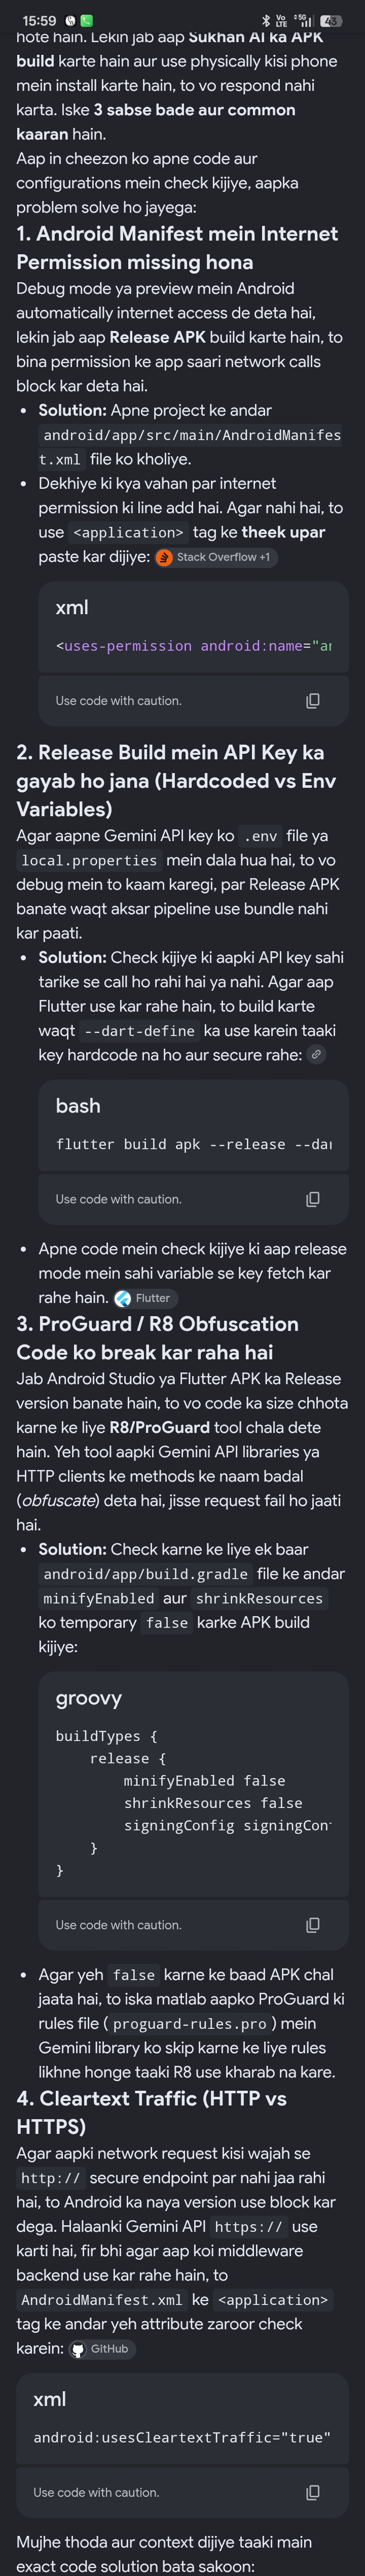 15:59
Vo LTE 5G 43
note hain. Lekin jab aap Sukhan AI ka APK
build karte hain aur use physically kisi phone
mein install karte hain, to vo respond nahi
karta. Iske 3 sabse bade aur common
kaaran hain.
Aap in cheezon ko apne code aur
configurations mein check kijiye, aapka
problem solve ho jayega:
1. Android Manifest mein Internet
Permission missing hona
Debug mode ya preview mein Android
automatically internet access de deta hai,
lekin jab aap Release APK build karte hain, to
bina permission ke app saari network calls
block kar deta hai.
• Solution: Apne project ke andar
android/app/src/main/AndroidManifes
t.xml file ko kholiye.
• Dekhiye ki kya vahan par internet
permission ki line add hai. Agar nahi hai, to
use <application> tag ke theek upar
paste kar dijiye: Stack Overflow +1
xml
<uses-permission android:name="ar
Use code with caution.
2. Release Build mein API Key ka
gayab ho jana (Hardcoded vs Env
Variables)
Agar aapne Gemini API key ko .env file ya
local.properties mein dala hua hai, to vo
debug mein to kaam karegi, par Release APK
banate waqt aksar pipeline use bundle nahi
kar paati.
• Solution: Check kijiye ki aapki API key sahi
tarike se call ho rahi hai ya nahi. Agar aap
Flutter use kar rahe hain, to build karte
waqt --dart-define ka use karein taaki
key hardcode na ho aur secure rahe:
bash
flutter build apk --release --dar
Use code with caution.
• Apne code mein check kijiye ki aap release
mode mein sahi variable se key fetch kar
rahe hain. Flutter
3. ProGuard / R8 Obfuscation
Code ko break kar raha hai
Jab Android Studio ya Flutter APK ka Release
version banate hain, to vo code ka size chhota
karne ke liye R8/ProGuard tool chala dete
hain. Yeh tool aapki Gemini API libraries ya
HTTP clients ke methods ke naam badal
(obfuscate) deta hai, jisse request fail ho jaati
hai.
• Solution: Check karne ke liye ek baar
android/app/build.gradle file ke andar
minifyEnabled aur shrinkResources
ko temporary false karke APK build
kijiye:
groovy
buildTypes {
release {
minifyEnabled false
shrinkResources false
signingConfig signingCon
}
}
Use code with caution.
• Agar yeh false karne ke baad APK chal
jaata hai, to iska matlab aapko ProGuard ki
rules file ( proguard-rules.pro ) mein
Gemini library ko skip karne ke liye rules
likhne honge taaki R8 use kharab na kare.
4. Cleartext Traffic (HTTP vs
HTTPS)
Agar aapki network request kisi wajah se
http:// secure endpoint par nahi jaa rahi
hai, to Android ka naya version use block kar
dega. Halaanki Gemini API https:// use
karti hai, fir bhi agar aap koi middleware
backend use kar rahe hain, to
AndroidManifest.xml ke <application>
tag ke andar yeh attribute zaroor check
karein: GitHub
xml
android:usesCleartextTraffic="true"
Use code with caution.
Mujhe thoda aur context dijiye taaki main
exact code solution bata sakoon: